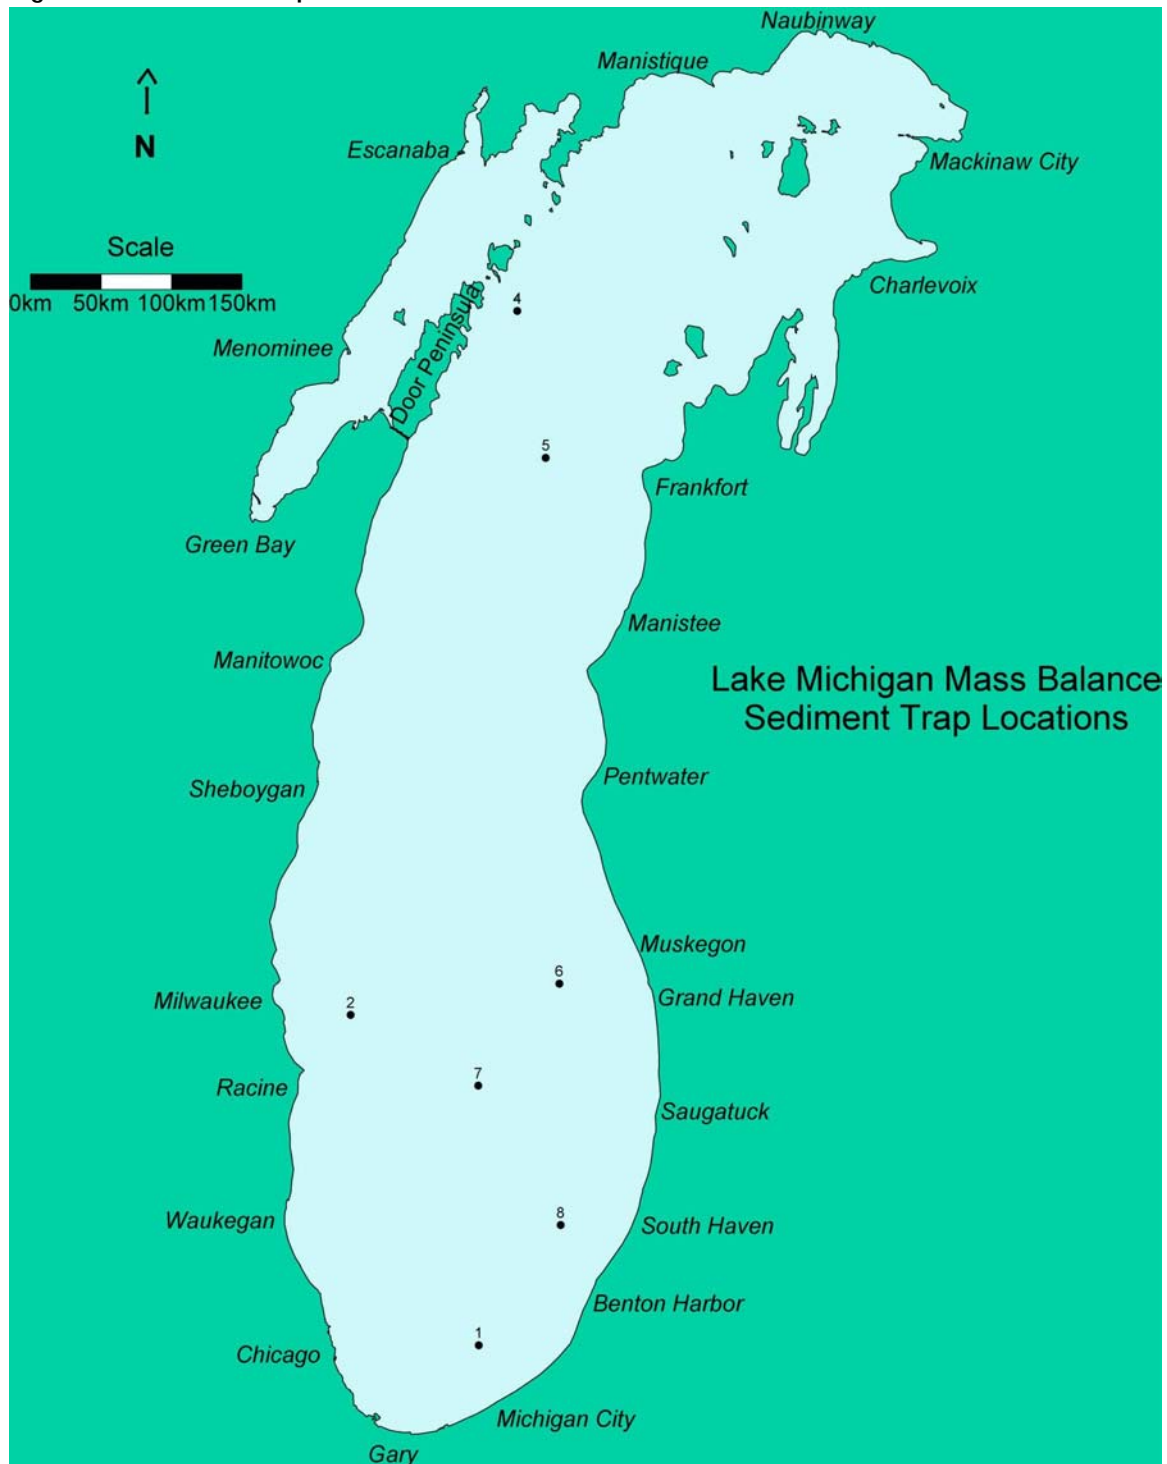 Naubinway
Manistique
N
Escanaba
Mackinaw City
Scale
0km 50km 100km 150km
Charlevoix
4
Menominee
Door Peninsula
5
Frankfort
Green Bay
Manistee
Manitowoc
Lake Michigan Mass Balance
Sediment Trap Locations
Pentwater
Sheboygan
Muskegon
6
Milwaukee
Grand Haven
2
7
Racine
Saugatuck
8
Waukegan
South Haven
Benton Harbor
1
Chicago
Michigan City
Gary